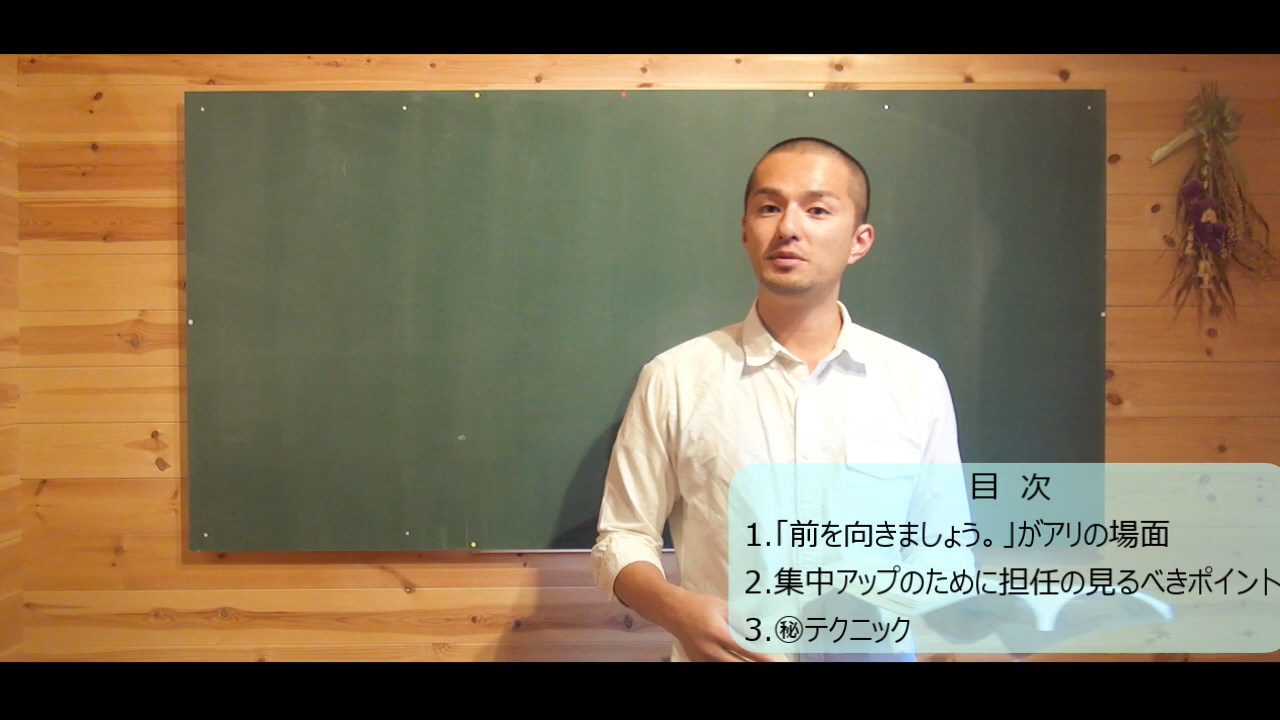 目 次
1.「前を向きましょう。」がアリの場面
2.集中アップのために担任の見るべきポイント
3.㊙テクニック